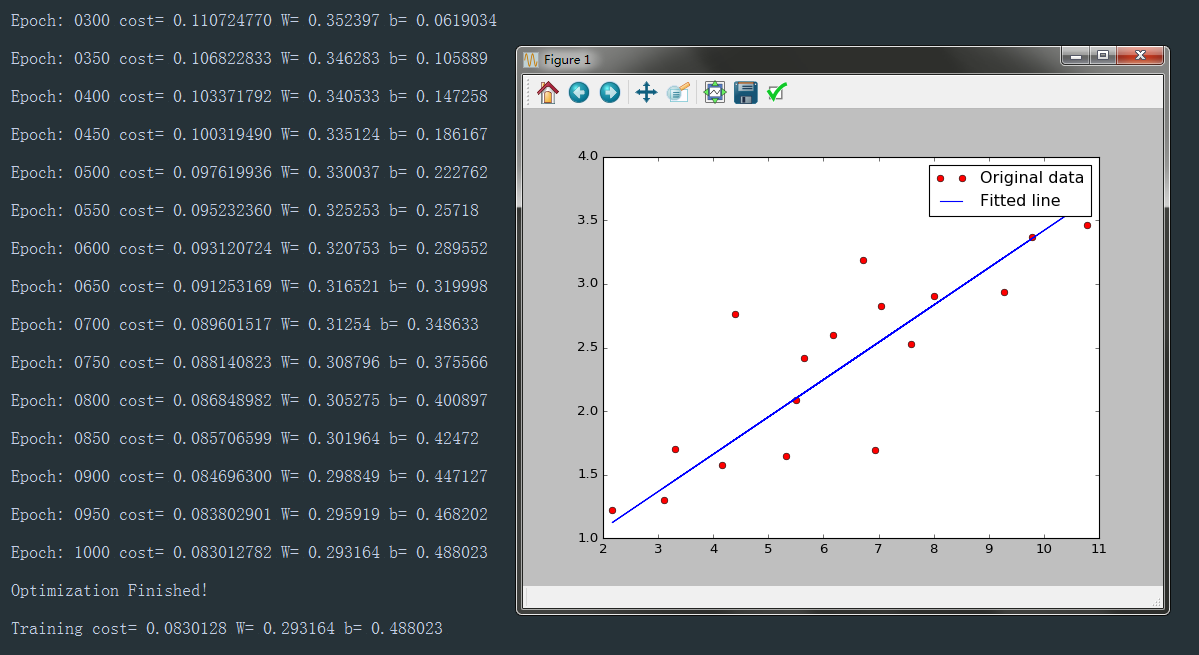 Epoch: 0300 cost= 0.110724770 W= 0.352397 b= 0.0619034
Epoch: 0350 cost= 0.106822833 W= 0.346283 b= 0.105889
Epoch: 0400 cost= 0.103371792 W= 0.340533 b= 0.147258
Epoch: 0450 cost= 0.100319490 W= 0.335124 b= 0.186167
Epoch: 0500 cost= 0.097619936 W= 0.330037 b= 0.222762
Epoch: 0550 cost= 0.095232360 W= 0.325253 b= 0.25718
Epoch: 0600 cost= 0.093120724 W= 0.320753 b= 0.289552
Epoch: 0650 cost= 0.091253169 W= 0.316521 b= 0.319998
Epoch: 0700 cost= 0.089601517 W= 0.31254 b= 0.348633
Epoch: 0750 cost= 0.088140823 W= 0.308796 b= 0.375566
Epoch: 0800 cost= 0.086848982 W= 0.305275 b= 0.400897
Epoch: 0850 cost= 0.085706599 W= 0.301964 b= 0.42472
Epoch: 0900 cost= 0.084696300 W= 0.298849 b= 0.447127
Epoch: 0950 cost= 0.083802901 W= 0.295919 b= 0.468202
Epoch: 1000 cost= 0.083012782 W= 0.293164 b= 0.488023
Optimization Finished!
Training cost= 0.0830128 W= 0.293164 b= 0.488023
Figure 1
4.0
3.5
3.0
2.5
2.0
1.5
1.0
2 3 4 5 6 7 8 9 10 11
Original data
Fitted line